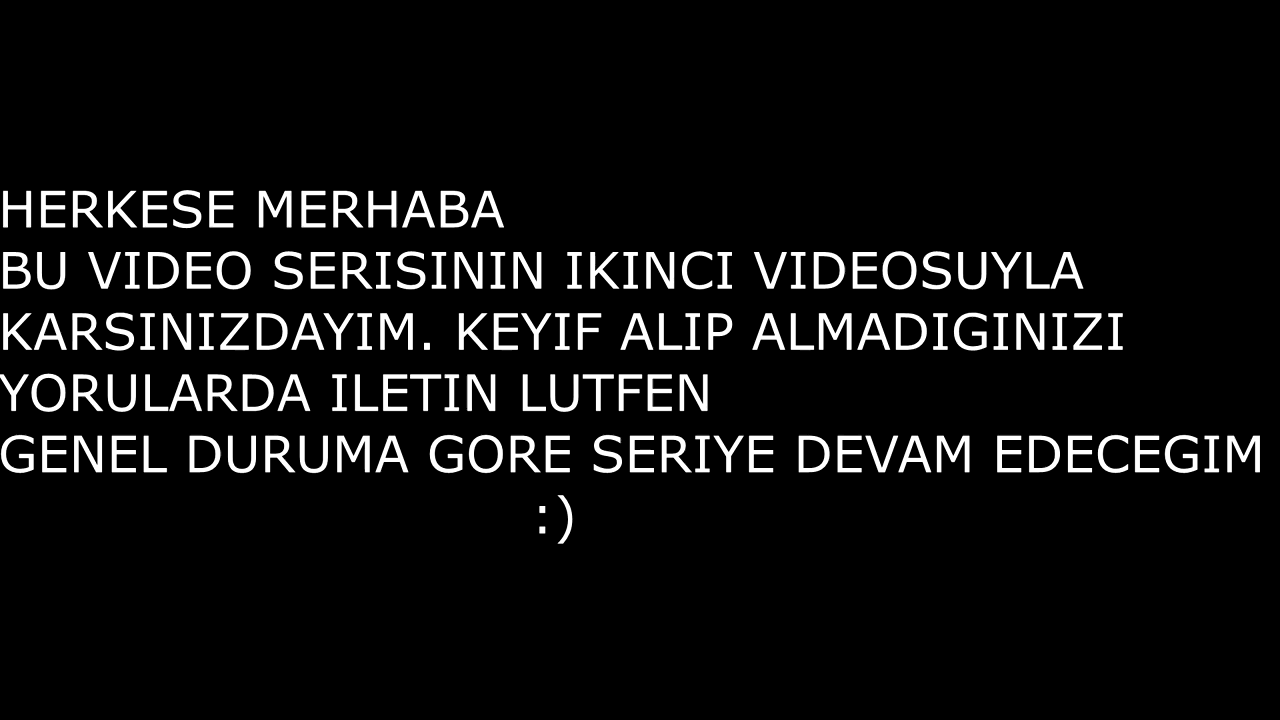 HERKESE MERHABA
BU VIDEO SERISININ IKINCI VIDEOSUYLA
KARSINIZDAYIM. KEYIF ALIP ALMADIGINIZI
YORULARDA ILETIN LUTFEN
GENEL DURUMA GORE SERIYE DEVAM EDECEGIM
:)